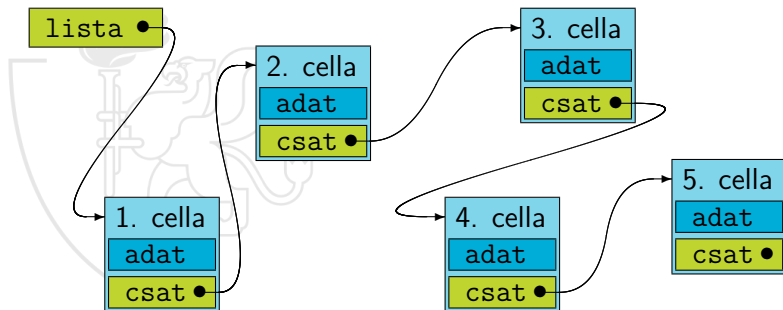 lista
1. cella
adat
csat
2. cella
adat
csat
3. cella
adat
csat
4. cella
adat
csat
5. cella
adat
csat